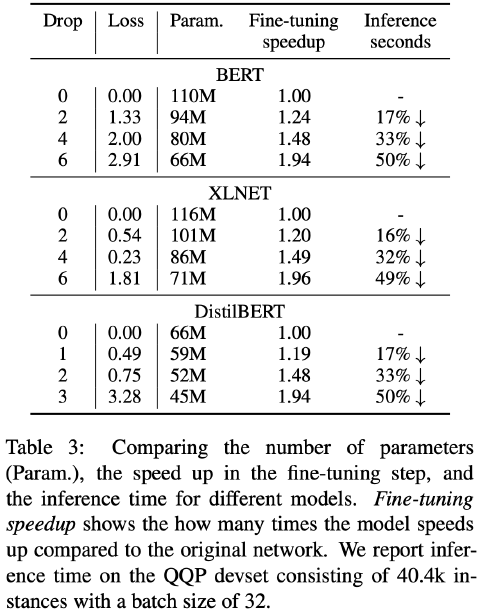 Drop Loss Param. Fine-tuning Inference
speedup seconds
BERT
0 0.00 110M 1.00 -
2 1.33 94M 1.24 17% ↓
4 2.00 80M 1.48 33% ↓
6 2.91 66M 1.94 50% ↓
XLNET
0 0.00 116M 1.00 -
2 0.54 101M 1.20 16% ↓
4 0.23 86M 1.49 32% ↓
6 1.81 71M 1.96 49% ↓
DistilBERT
0 0.00 66M 1.00 -
1 0.49 59M 1.19 17% ↓
2 0.75 52M 1.48 33% ↓
3 3.28 45M 1.94 50% ↓
Table 3: Comparing the number of parameters
(Param.), the speed up in the fine-tuning step, and
the inference time for different models. Fine-tuning
speedup shows the how many times the model speeds
up compared to the original network. We report infer-
ence time on the QQP devset consisting of 40.4k in-
stances with a batch size of 32.